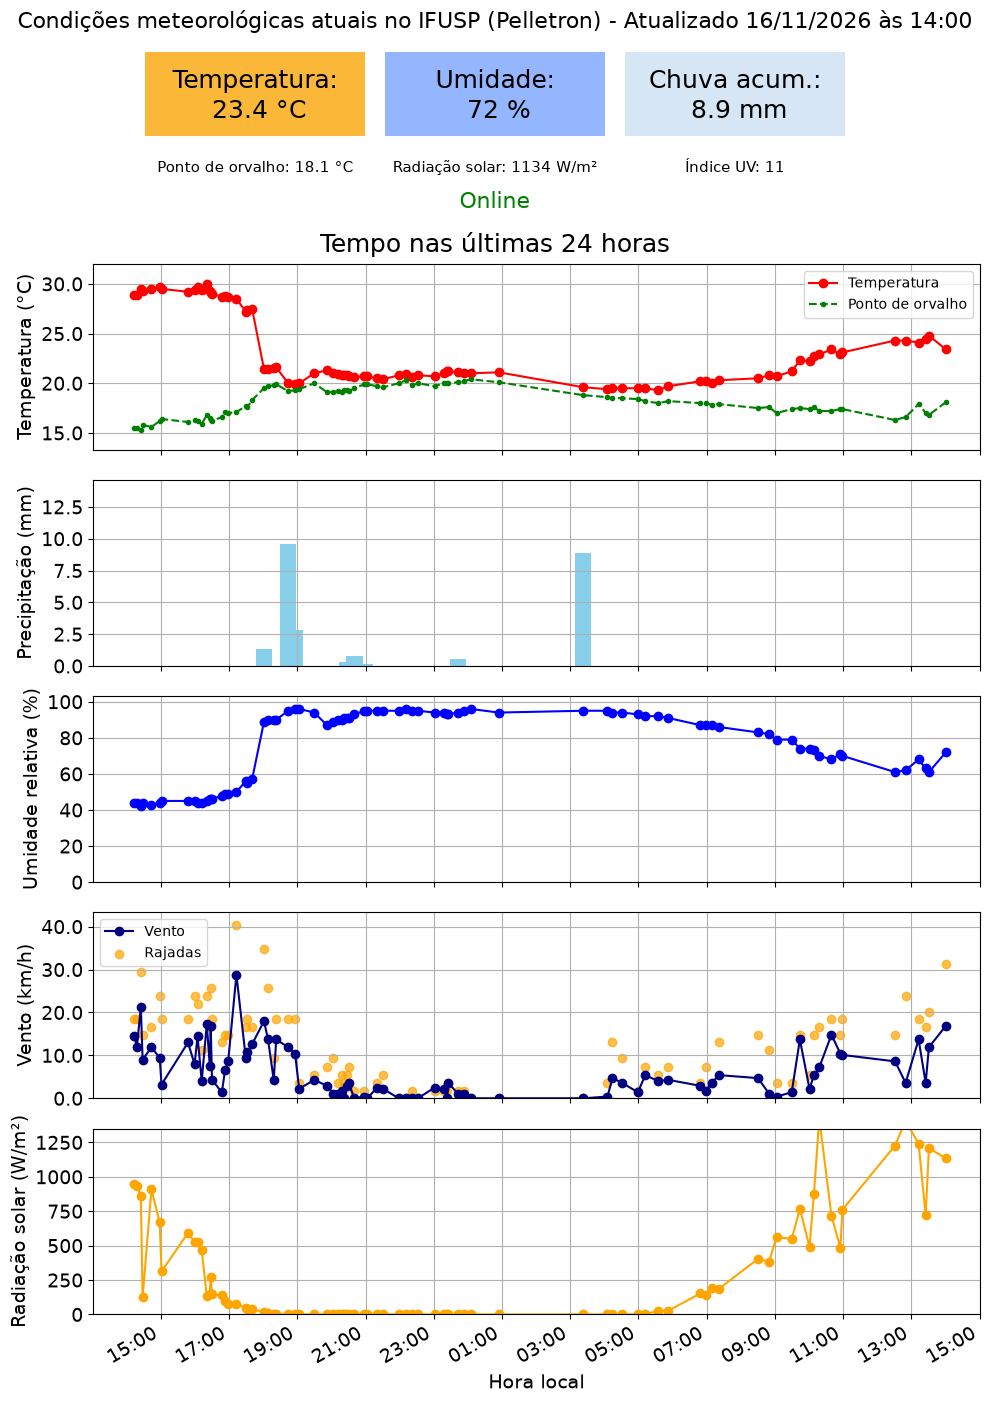 Condições meteorológicas atuais no IFUSP (Pelletron) - Atualizado 16/11/2026 às 14:00
Temperatura:
23.4 °C
Umidade:
72 %
Chuva acum.:
8.9 mm
Ponto de orvalho: 18.1 °C
Radiação solar: 1134 W/m²
Índice UV: 11
Online
Tempo nas últimas 24 horas
Temperatura (°C)
30.0
25.0
20.0
15.0
Temperatura
Ponto de orvalho
Precipitação (mm)
12.5
10.0
7.5
5.0
2.5
0.0
Umidade relativa (%)
100
80
60
40
20
0
Vento (km/h)
40.0
30.0
20.0
10.0
0.0
Vento
Rajadas
Radiação solar (W/m²)
1250
1000
750
500
250
0
15:00
17:00
19:00
21:00
23:00
01:00
03:00
05:00
07:00
09:00
11:00
13:00
15:00
Hora local